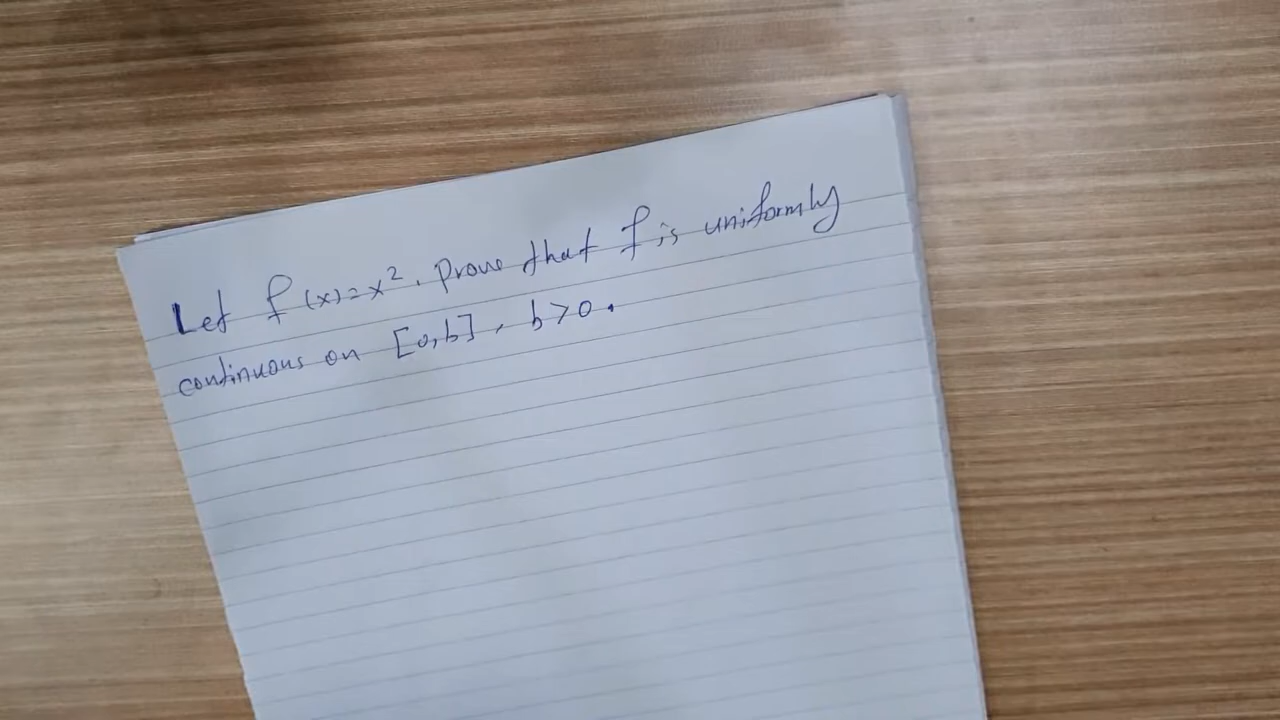 Let f(x)=x². Prove that f is uniformly
continuous on [0,b], b>0.